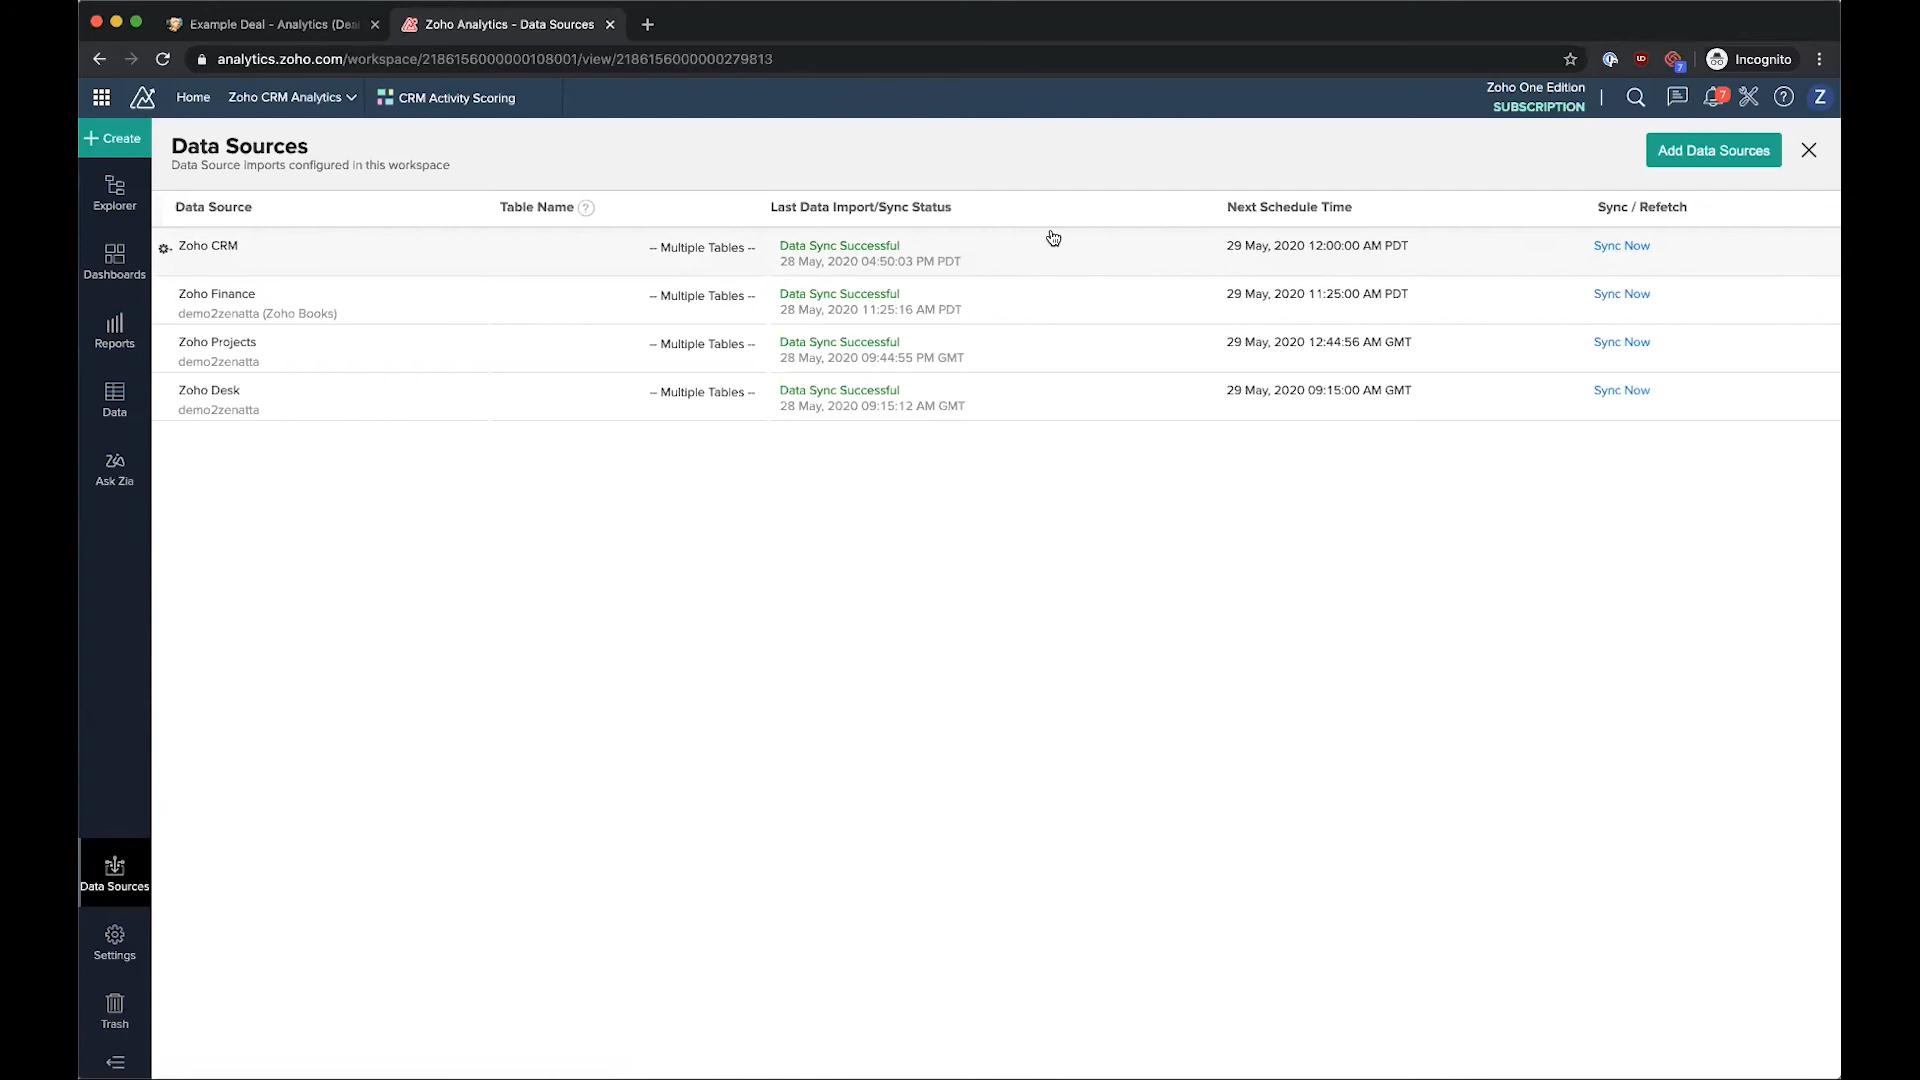 Example Deal - Analytics (Dea
Zoho Analytics - Data Sources
analytics.zoho.com/workspace/2186156000000108001/view/2186156000000279813
Incognito
Home
Zoho CRM Analytics
CRM Activity Scoring
Zoho One Edition
SUBSCRIPTION
7
7
Z
+ Create
Explorer
Dashboards
Reports
Data
Ask Zia
Data Sources
Settings
Trash
Data Sources
Data Source Imports configured in this workspace
Add Data Sources
Data Source Table Name ? Last Data Import/Sync Status Next Schedule Time Sync / Refetch
Zoho CRM -- Multiple Tables -- Data Sync Successful 29 May, 2020 12:00:00 AM PDT Sync Now
28 May, 2020 04:50:03 PM PDT
Zoho Finance -- Multiple Tables -- Data Sync Successful 29 May, 2020 11:25:00 AM PDT Sync Now
demo2zenatta (Zoho Books) 28 May, 2020 11:25:16 AM PDT
Zoho Projects -- Multiple Tables -- Data Sync Successful 29 May, 2020 12:44:56 AM GMT Sync Now
demo2zenatta 28 May, 2020 09:44:55 PM GMT
Zoho Desk -- Multiple Tables -- Data Sync Successful 29 May, 2020 09:15:00 AM GMT Sync Now
demo2zenatta 28 May, 2020 09:15:12 AM GMT